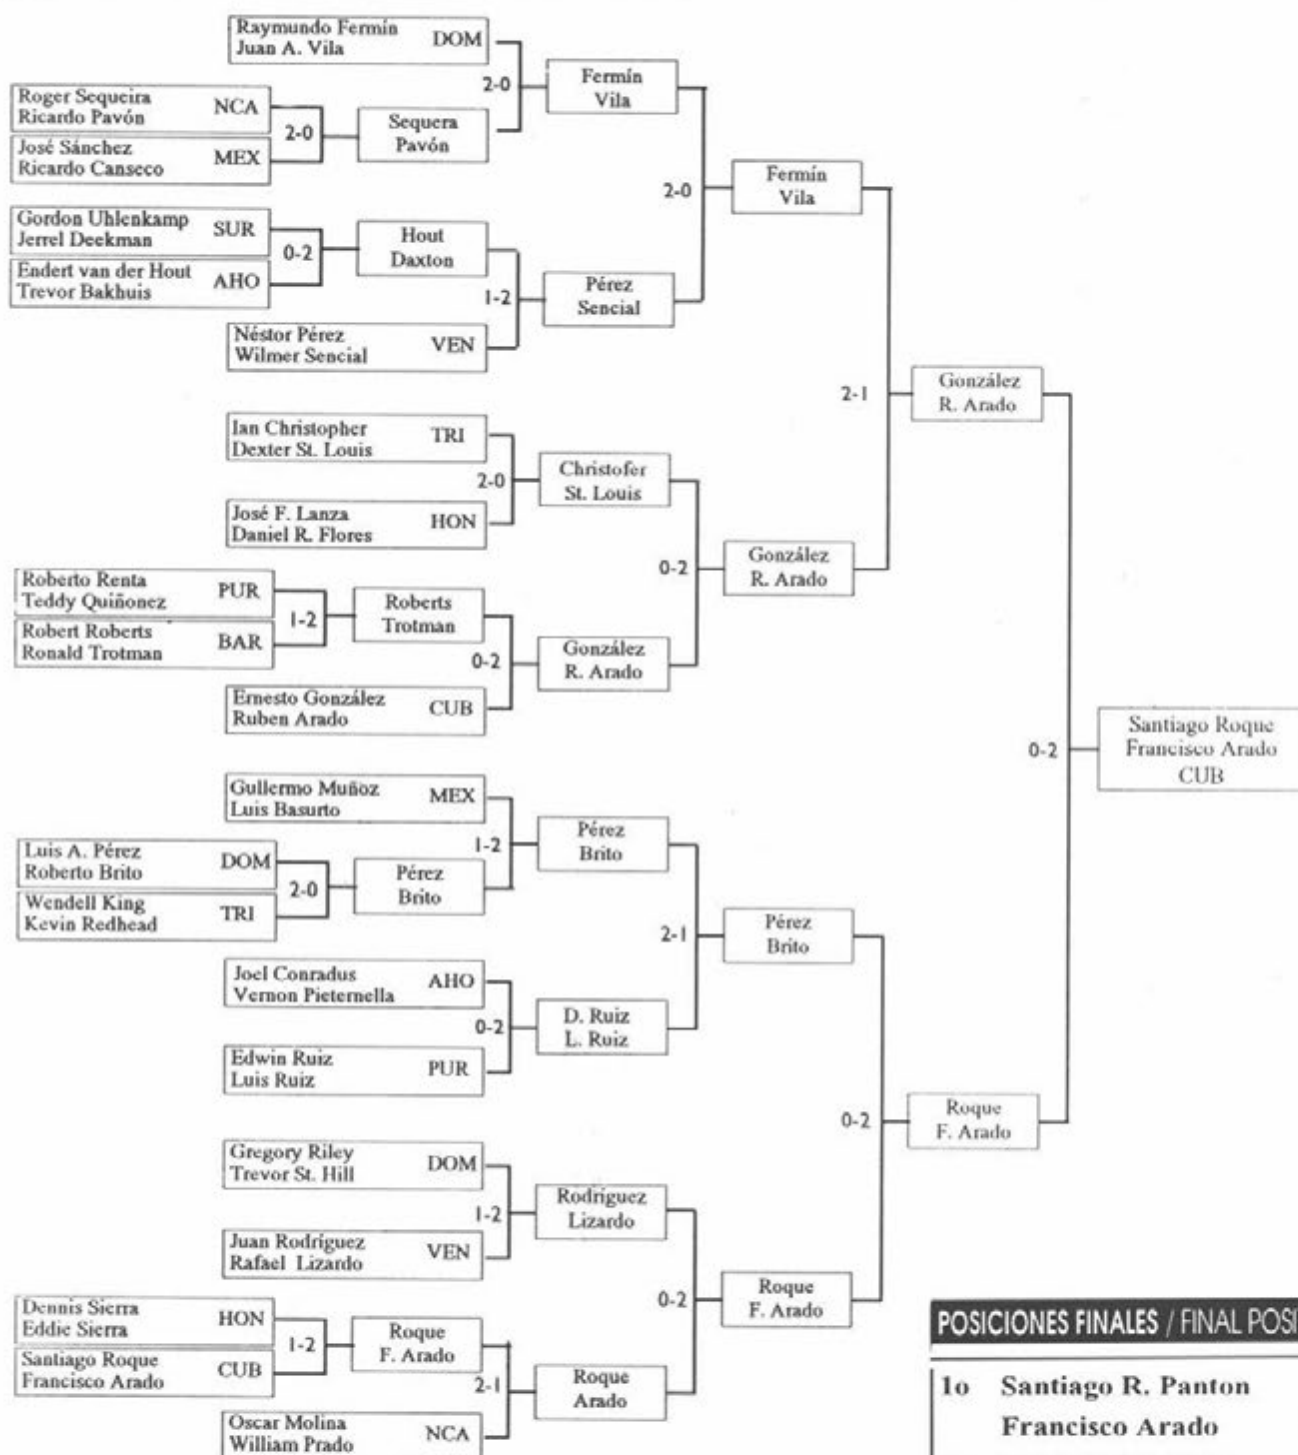 Raymundo Fermín
Juan A. Vila
DOM
2-0
Fermín
Vila
Roger Sequeira
Ricardo Pavón
NCA
2-0
Sequera
Pavón
José Sánchez
Ricardo Canseco
MEX
2-0
Fermín
Vila
Gordon Uhlenkamp
Jerrel Deekman
SUR
0-2
Hout
Daxton
Endert van der Hout
Trevor Bakhuis
AHO
1-2
Pérez
Sencial
Néstor Pérez
Wilmer Sencial
VEN
2-1
González
R. Arado
Ian Christopher
Dexter St. Louis
TRI
2-0
Christofer
St. Louis
José F. Lanza
Daniel R. Flores
HON
0-2
González
R. Arado
Roberto Renta
Teddy Quiñonez
PUR
1-2
Roberts
Trotman
Robert Roberts
Ronald Trotman
BAR
0-2
González
R. Arado
Ernesto González
Ruben Arado
CUB
0-2
Santiago Roque
Francisco Arado
CUB
Gullermo Muñoz
Luis Basurto
MEX
1-2
Pérez
Brito
Luis A. Pérez
Roberto Brito
DOM
2-0
Pérez
Brito
Wendell King
Kevin Redhead
TRI
2-1
Pérez
Brito
Joel Conradus
Vernon Pieternella
AHO
0-2
D. Ruiz
L. Ruiz
Edwin Ruiz
Luis Ruiz
PUR
0-2
Roque
F. Arado
Gregory Riley
Trevor St. Hill
DOM
1-2
Rodríguez
Lizardo
Juan Rodríguez
Rafael Lizardo
VEN
0-2
Roque
F. Arado
Dennis Sierra
Eddie Sierra
HON
1-2
Roque
F. Arado
Santiago Roque
Francisco Arado
CUB
2-1
Roque
Arado
Oscar Molina
William Prado
NCA
POSICIONES FINALES / FINAL POSI
1o Santiago R. Panton
Francisco Arado